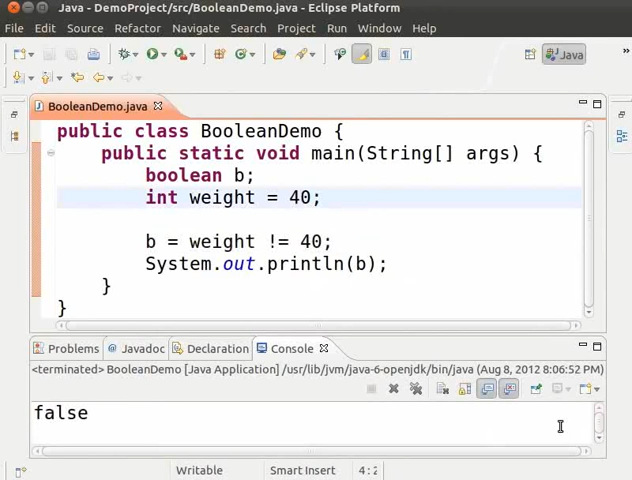 Java - DemoProject/src/BooleanDemo.java - Eclipse Platform
File Edit Source Refactor Navigate Search Project Run Window Help
Java
BooleanDemo.java
public class BooleanDemo {
public static void main(String[] args) {
boolean b;
int weight = 40;
b = weight != 40;
System.out.println(b);
}
}
Problems @ Javadoc Declaration Console
<terminated> BooleanDemo [Java Application] /usr/lib/jvm/java-6-openjdk/bin/java (Aug 8, 2012 8:06:52 PM)
false
Writable Smart Insert 4 : 2